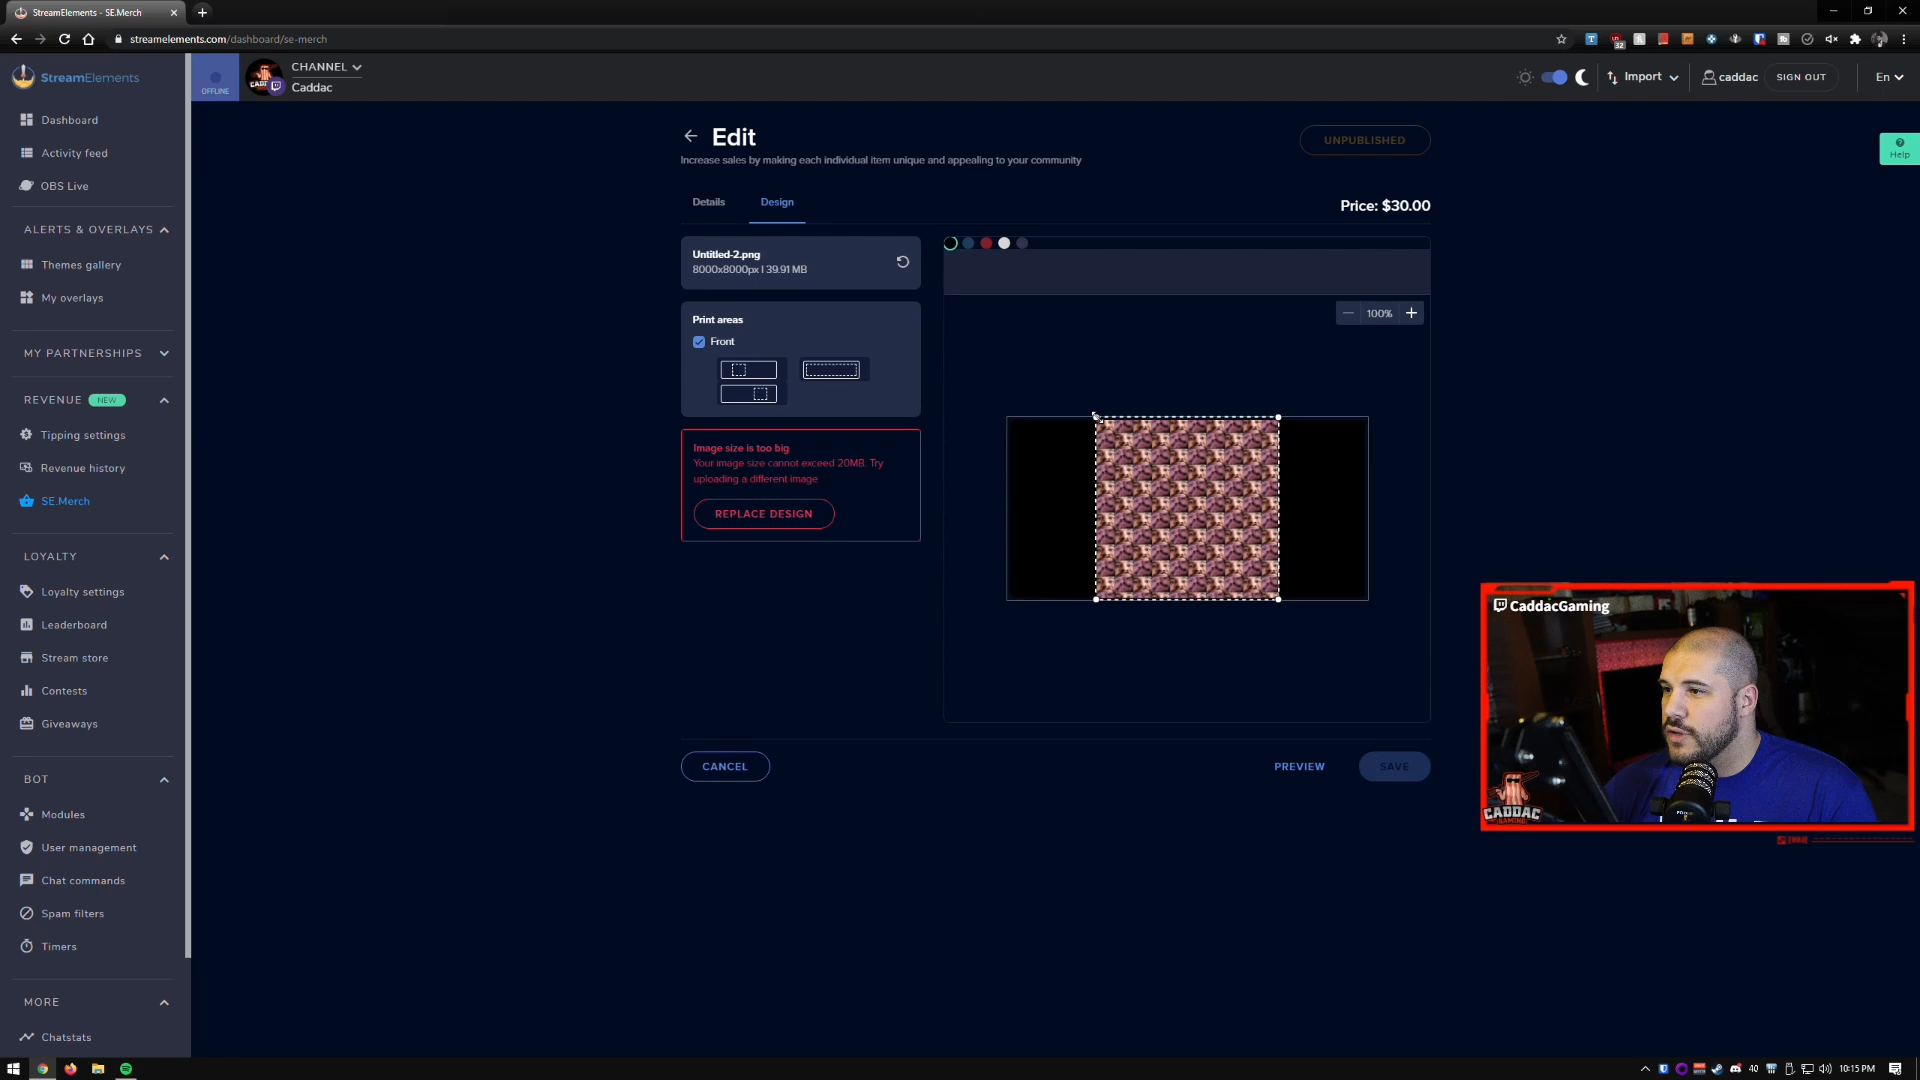 StreamElements - SE.Merch
streamelements.com/dashboard/se-merch
32
StreamElements
OFFLINE
CHANNEL
Caddac
Import
caddac
SIGN OUT
En
Dashboard
Activity feed
OBS Live
ALERTS & OVERLAYS
Themes gallery
My overlays
MY PARTNERSHIPS
REVENUE NEW
Tipping settings
Revenue history
SE.Merch
LOYALTY
Loyalty settings
Leaderboard
Stream store
Contests
Giveaways
BOT
Modules
User management
Chat commands
Spam filters
Timers
MORE
Chatstats
Edit
UNPUBLISHED
Increase sales by making each individual item unique and appealing to your community
Help
Details
Design
Price: $30.00
Untitled-2.png
8000x8000px | 39.91 MB
Print areas
Front
100%
Image size is too big
Your image size cannot exceed 20MB. Try
uploading a different image
REPLACE DESIGN
CANCEL
PREVIEW
SAVE
CaddacGaming
CADDAC
GAMING
40
10:15 PM